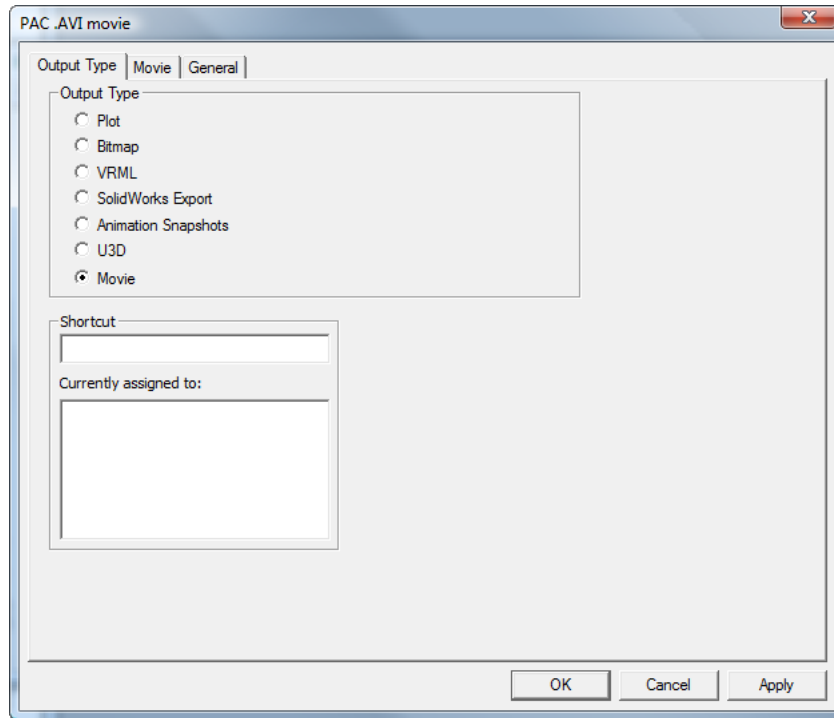 PAC .AVI movie
Output Type Movie General
Output Type
Plot
Bitmap
VRML
SolidWorks Export
Animation Snapshots
U3D
Movie
Shortcut
Currently assigned to:
OK Cancel Apply